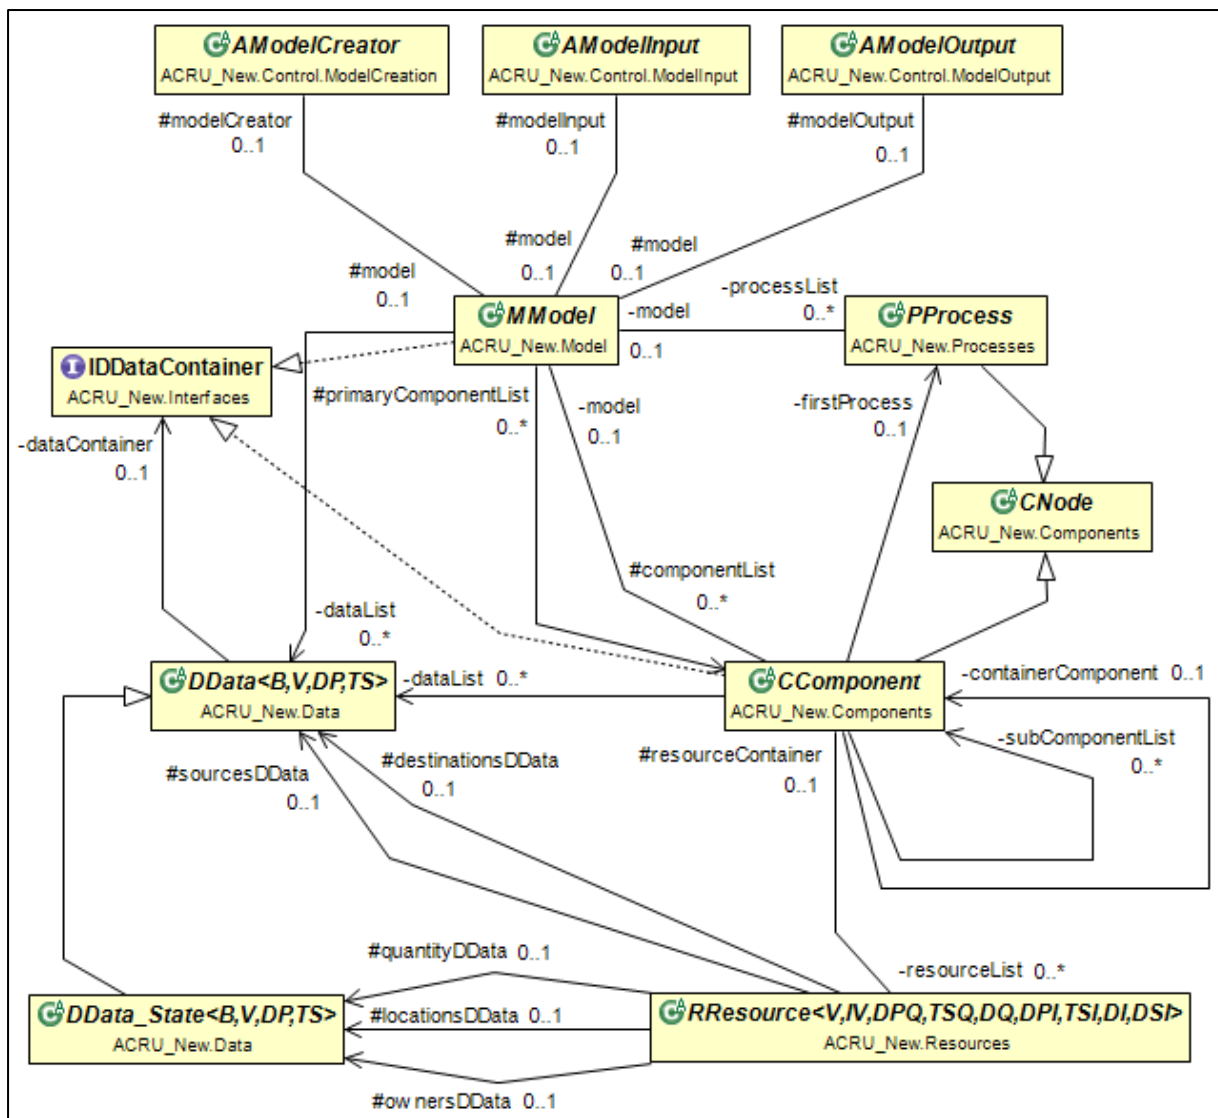 AModelCreator
ACRU_New.Control.ModelCreation
AModelInput
ACRU_New.Control.ModelInput
AModelOutput
ACRU_New.Control.ModelOutput
#modelCreator
0..1
#modelInput
0..1
#modelOutput
0..1
#model
0..1
#model
0..1
#model
0..1
MModel
ACRU_New.Model
-model
0..1
-processList
0..*
PProcess
ACRU_New.Processes
IDDataContainer
ACRU_New.Interfaces
#primaryComponentList
0..*
-model
0..1
-firstProcess
0..1
-dataContainer
0..1
CNode
ACRU_New.Components
#componentList
0..*
-dataList
0..*
DData<B,V,DP,TS>
ACRU_New.Data
-dataList 0..*
CComponent
ACRU_New.Components
-containerComponent 0..1
-subComponentList
0..*
#sourcesDData
0..1
#destinationsDData
0..1
#resourceContainer
0..1
#quantityDData 0..1
-resourceList 0..*
DData_State<B,V,DP,TS>
ACRU_New.Data
#locationsDData 0..1
RResource<V,IV,DPQ,TSQ,DQ,DPI,TSI,DI,DSI>
ACRU_New.Resources
#ownersDData 0..1